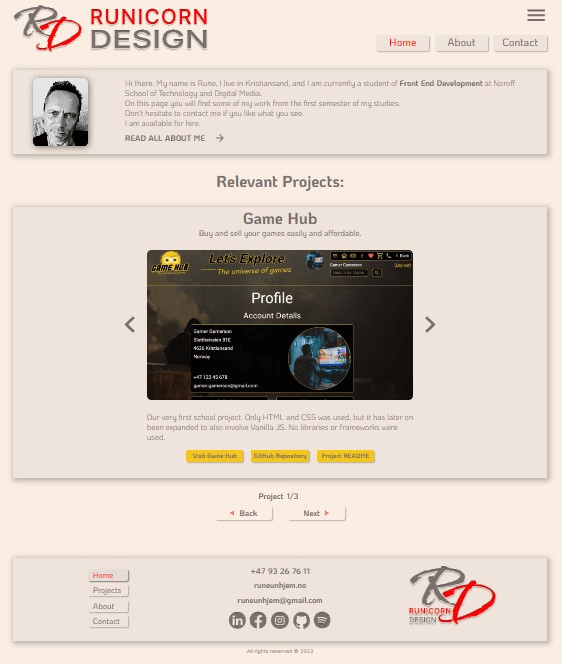 RD RUNICORN
DESIGN
Home About Contact
Hi there. My name is Rune, I live in Kristiansand, and I am currently a student of Front End Development at Noroff
School of Technology and Digital Media.
On this page you will find some of my work from the first semester of my studies.
Don't hesitate to contact me if you like what you see.
I am available for hire.
READ ALL ABOUT ME
Relevant Projects:
Game Hub
Buy and sell your games easily and affordable.
GAME HUB
Let's Explore
The universe of games
Back
Gamer Gamerson
(Log out)
Search for Game
Profile
Account Details
Gamer Gamerson
Slettheiveien 91E
4626 Kristiansand
Norway
+47 123 45 678
gamer.gamerson@gmail.com
Our very first school project. Only HTML and CSS was used, but it has later on
been expanded to also involve Vanilla JS. No libraries or frameworks were
used.
Visit Game Hub GitHub Repository Project README
Project 1/3
Back Next
Home
Projects
About
Contact
+47 93 26 76 11
runeunhjem.no
runeunhjem@gmail.com
RD
RUNICORN
DESIGN
All rights reserved © 2023